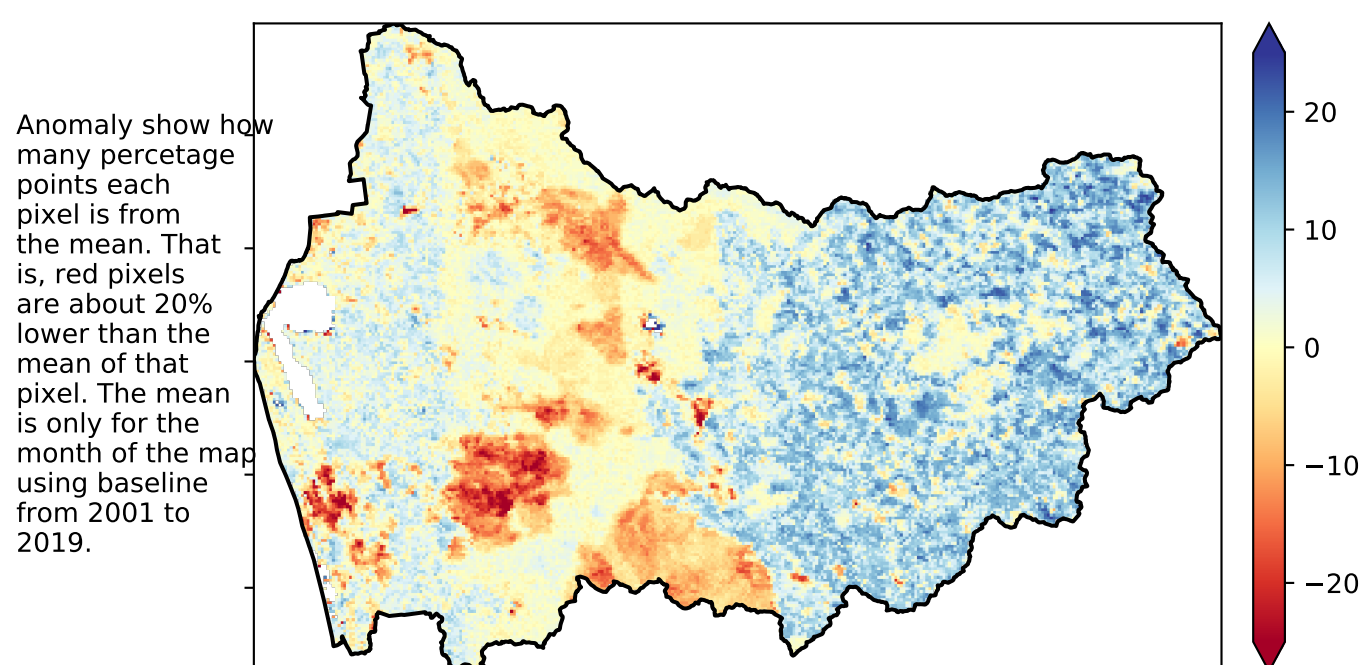 Anomaly show how
many percetage
points each
pixel is from
the mean. That
is, red pixels
are about 20%
lower than the
mean of that
pixel. The mean
is only for the
month of the map
using baseline
from 2001 to
2019.
20
10
0
−10
−20